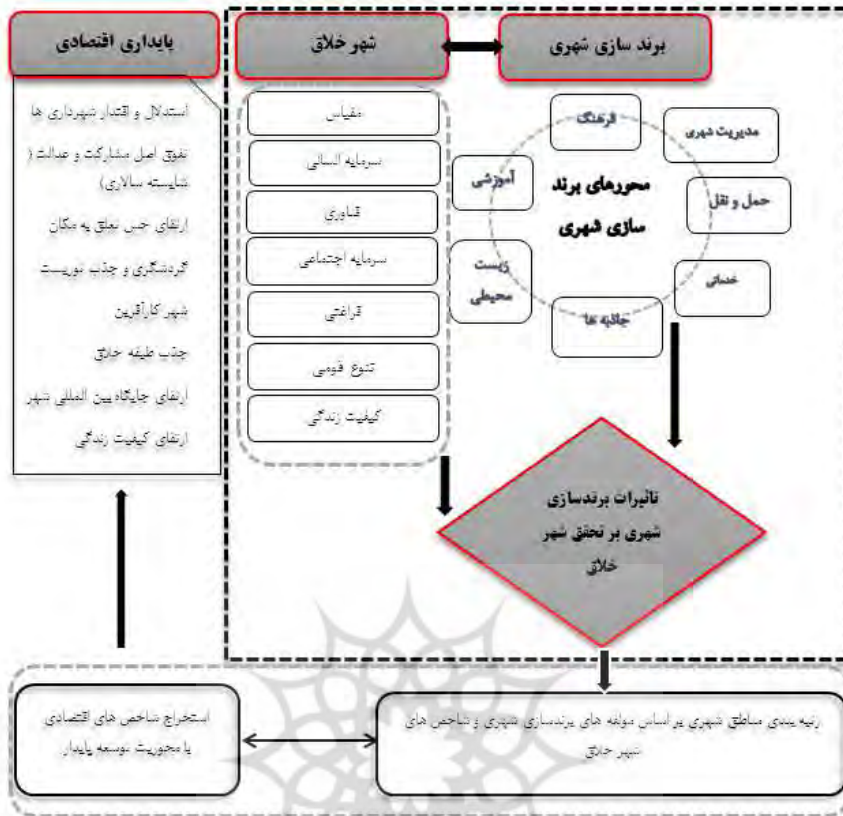 برند سازی شهری
شهر خلاق
پایداری اقتصادی
فرهنگ
مدیریت شهری
حمل و نقل
خدماتی
جاذبه ها
زیست
محیطی
آموزشی
محورهای برند
سازی شهری
مقیاس
سرمایه انسانی
فناوری
سرمایه اجتماعی
فراغتی
تنوع قومی
کیفیت زندگی
استدلال و اقتدار شهرداری ها
تفوق اصل مشارکت و عدالت (
شایسته سالاری)
ارتقای حس تعلق به مکان
گردشگری و جذب توریست
شهر کارآفرین
جذب طبقه خلاق
ارتقای جایگاه بین المللی شهر
ارتقای کیفیت زندگی
تاثیرات برندسازی
شهری بر تحقق شهر
خلاق
رتبه بندی مناطق شهری بر اساس مولفه های برندسازی شهری و شاخص های
شهر خلاق
استخراج شاخص های اقتصادی
با محوریت توسعه پایدار